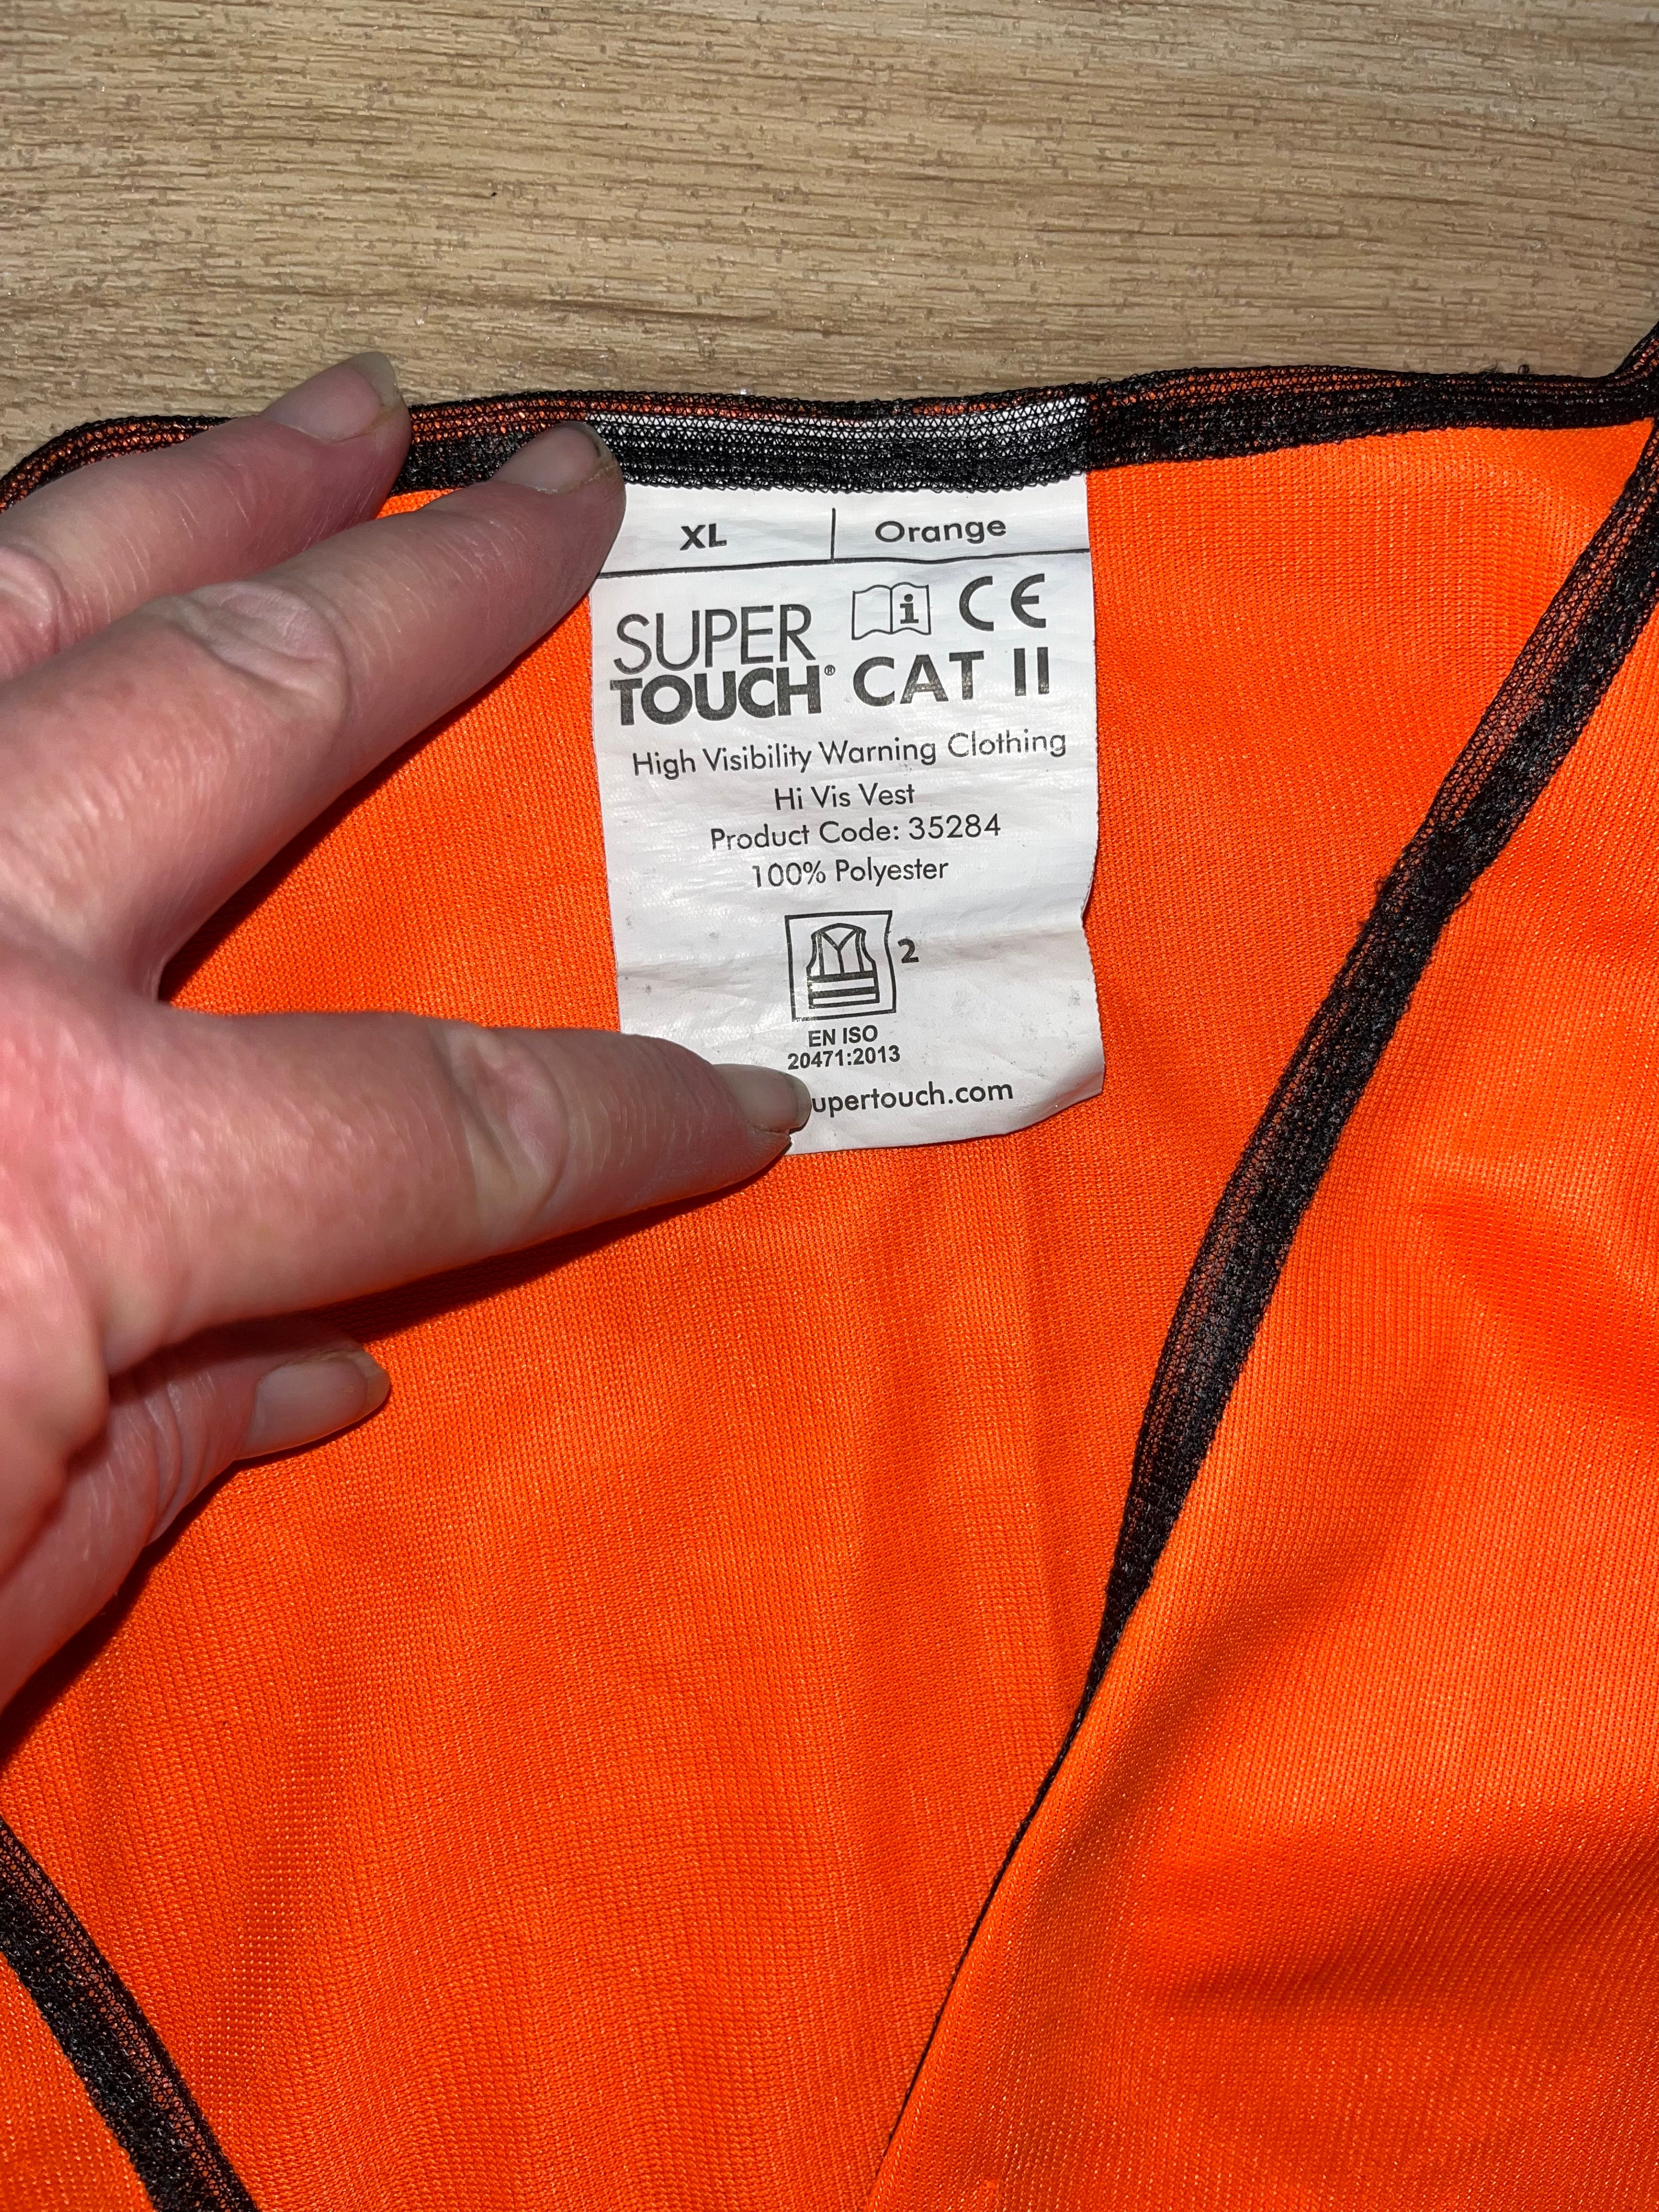 XL | Orange
SUPER
TOUCH® CAT II
i CE
High Visibility Warning Clothing
Hi Vis Vest
Product Code: 35284
100% Polyester
2
EN ISO
20471:2013
upertouch.com